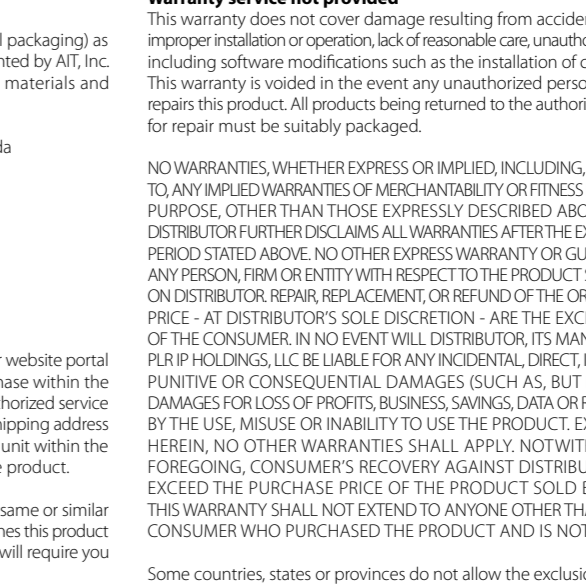 l packaging) as
nted by AIT, Inc.
materials and
da
r website portal
hase within the
horized service
hipping address
unit within the
e product.
same or similar
nes this product
will require you
Warranty service not provided
This warranty does not cover damage resulting from accide
improper installation or operation, lack of reasonable care, unautho
including software modifications such as the installation of c
This warranty is voided in the event any unauthorized perso
repairs this product. All products being returned to the authori
for repair must be suitably packaged.
NO WARRANTIES, WHETHER EXPRESS OR IMPLIED, INCLUDING,
TO, ANY IMPLIED WARRANTIES OF MERCHANTABILITY OR FITNESS
PURPOSE, OTHER THAN THOSE EXPRESSLY DESCRIBED ABO
DISTRIBUTOR FURTHER DISCLAIMS ALL WARRANTIES AFTER THE EX
PERIOD STATED ABOVE. NO OTHER EXPRESS WARRANTY OR GU
ANY PERSON, FIRM OR ENTITY WITH RESPECT TO THE PRODUCT S
ON DISTRIBUTOR. REPAIR, REPLACEMENT, OR REFUND OF THE OR
PRICE - AT DISTRIBUTOR’S SOLE DISCRETION - ARE THE EXC
OF THE CONSUMER. IN NO EVENT WILL DISTRIBUTOR, ITS MAN
PLR IP HOLDINGS, LLC BE LIABLE FOR ANY INCIDENTAL, DIRECT, I
PUNITIVE OR CONSEQUENTIAL DAMAGES (SUCH AS, BUT
DAMAGES FOR LOSS OF PROFITS, BUSINESS, SAVINGS, DATA OR R
BY THE USE, MISUSE OR INABILITY TO USE THE PRODUCT. EX
HEREIN, NO OTHER WARRANTIES SHALL APPLY. NOTWIT
FOREGOING, CONSUMER’S RECOVERY AGAINST DISTRIBU
EXCEED THE PURCHASE PRICE OF THE PRODUCT SOLD B
THIS WARRANTY SHALL NOT EXTEND TO ANYONE OTHER THA
CONSUMER WHO PURCHASED THE PRODUCT AND IS NOT
Some countries, states or provinces do not allow the exclusi